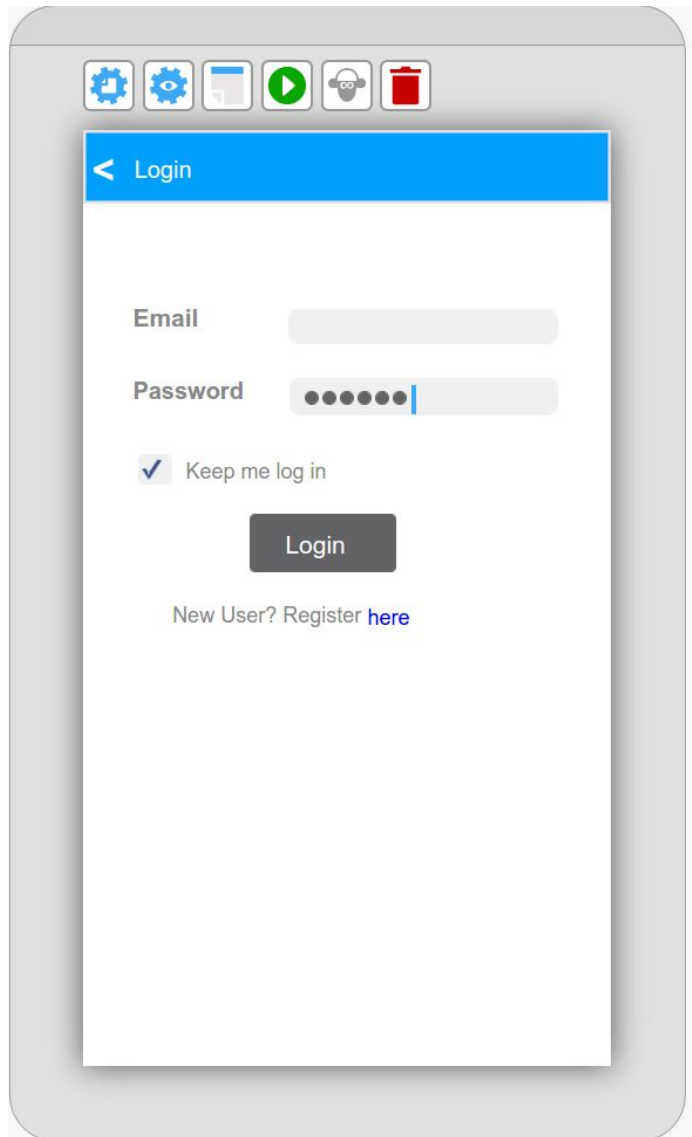 < Login
Email
Password
●●●●●●
Keep me log in
Login
New User? Register here